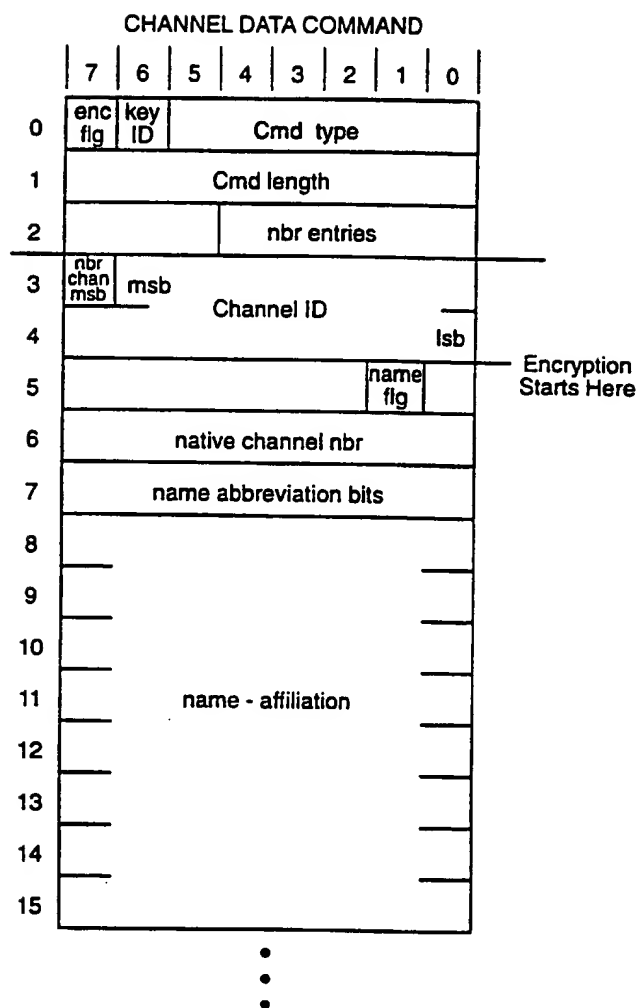 CHANNEL DATA COMMAND
7 6 5 4 3 2 1 0
0 enc flg key ID Cmd type
1 Cmd length
2 nbr entries
3 nbr chan msb msb
Channel ID
4 lsb
Encryption Starts Here
5 name flg
6 native channel nbr
7 name abbreviation bits
8
9
10
11 name - affiliation
12
13
14
15